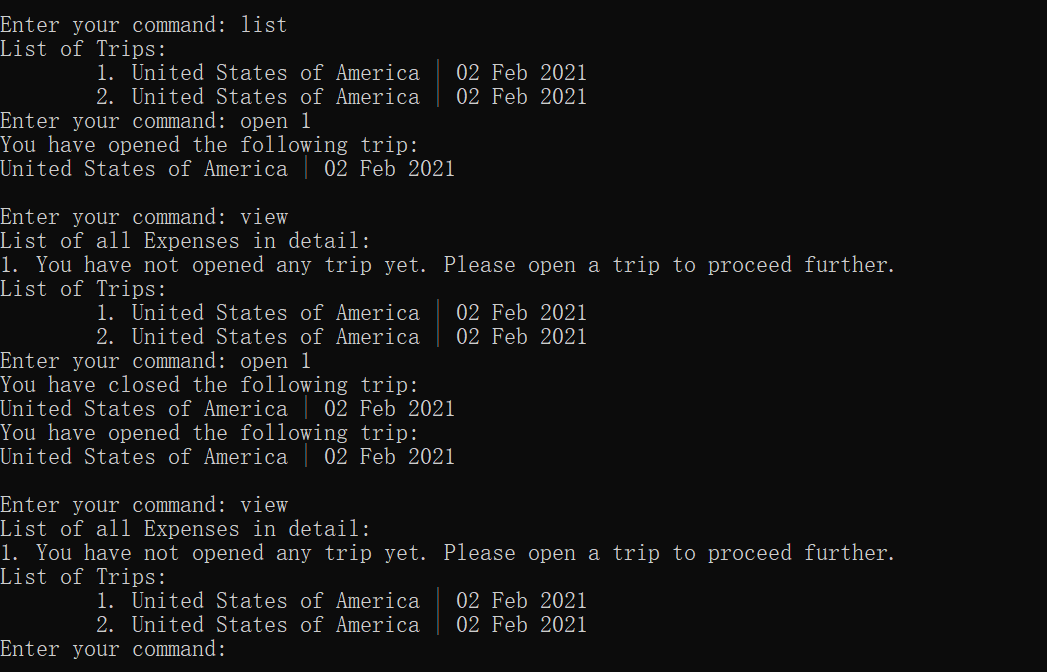 Enter your command: list
List of Trips:
        1. United States of America | 02 Feb 2021
        2. United States of America | 02 Feb 2021
Enter your command: open 1
You have opened the following trip:
United States of America | 02 Feb 2021

Enter your command: view
List of all Expenses in detail:
1. You have not opened any trip yet. Please open a trip to proceed further.
List of Trips:
        1. United States of America | 02 Feb 2021
        2. United States of America | 02 Feb 2021
Enter your command: open 1
You have closed the following trip:
United States of America | 02 Feb 2021
You have opened the following trip:
United States of America | 02 Feb 2021

Enter your command: view
List of all Expenses in detail:
1. You have not opened any trip yet. Please open a trip to proceed further.
List of Trips:
        1. United States of America | 02 Feb 2021
        2. United States of America | 02 Feb 2021
Enter your command: